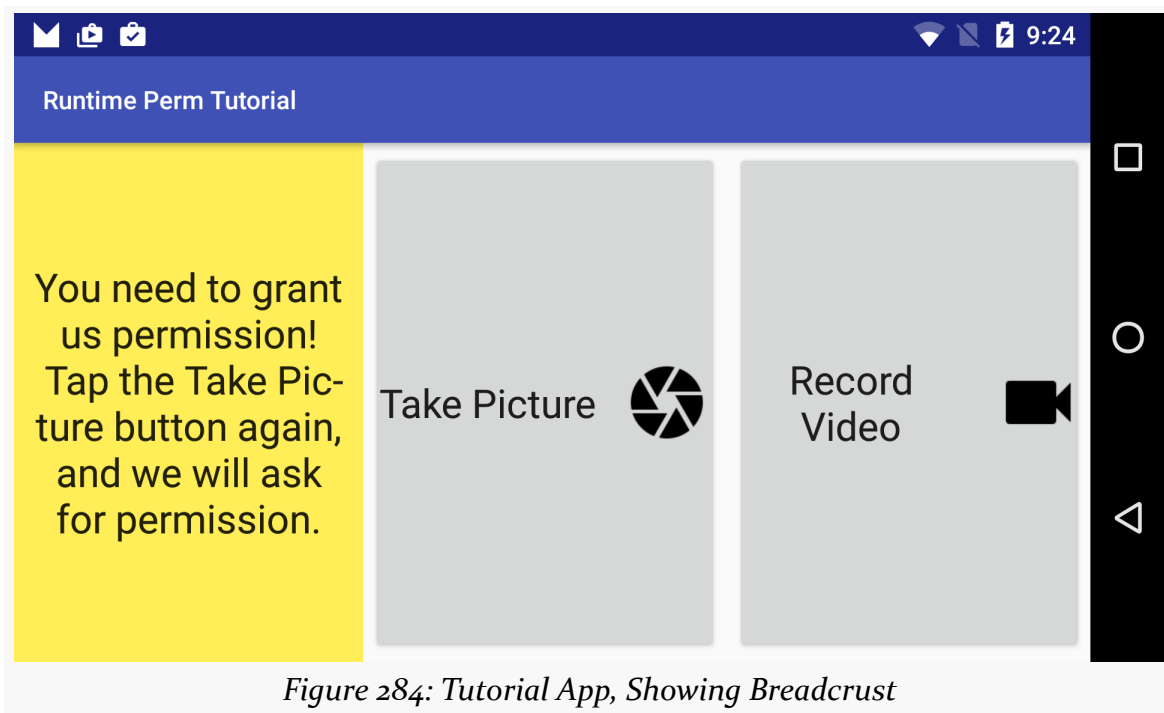 9:24
Runtime Perm Tutorial
You need to grant
us permission!
Tap the Take Pic-
ture button again,
and we will ask
for permission.
Take Picture
Record
Video
Figure 284: Tutorial App, Showing Breadcrust